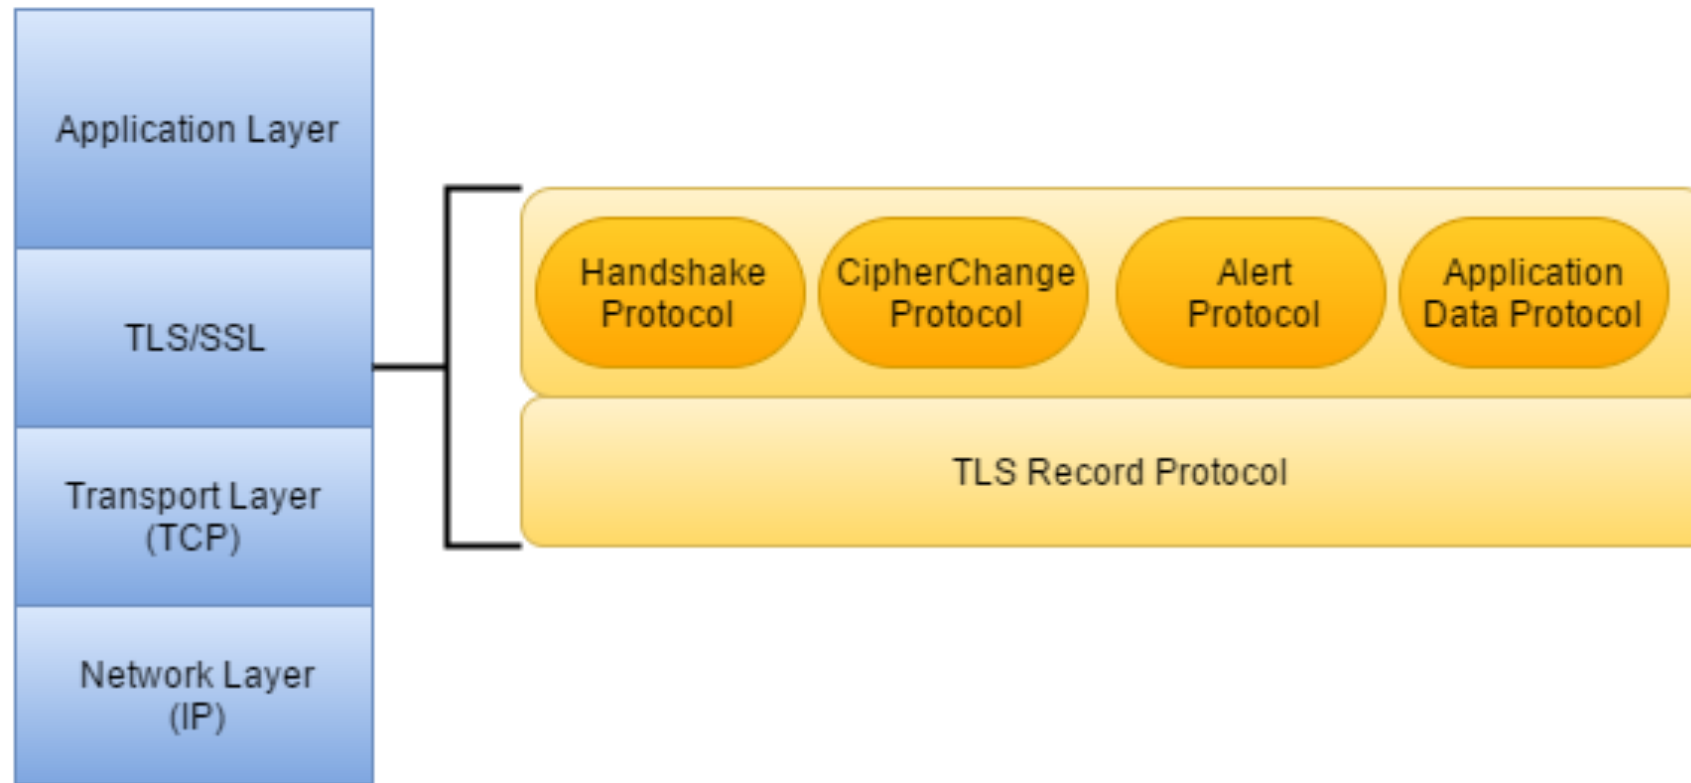 Application Layer
TLS/SSL
Transport Layer
(TCP)
Network Layer
(IP)
Handshake
Protocol
CipherChange
Protocol
Alert
Protocol
Application
Data Protocol
TLS Record Protocol